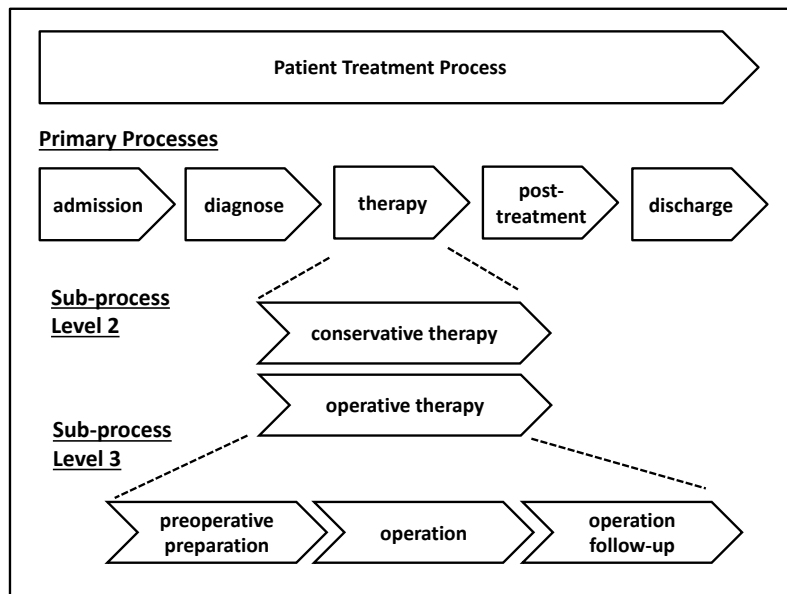 Patient Treatment Process
Primary Processes
admission
diagnose
therapy
post-
treatment
discharge
Sub-process
Level 2
conservative therapy
operative therapy
Sub-process
Level 3
preoperative
preparation
operation
operation
follow-up